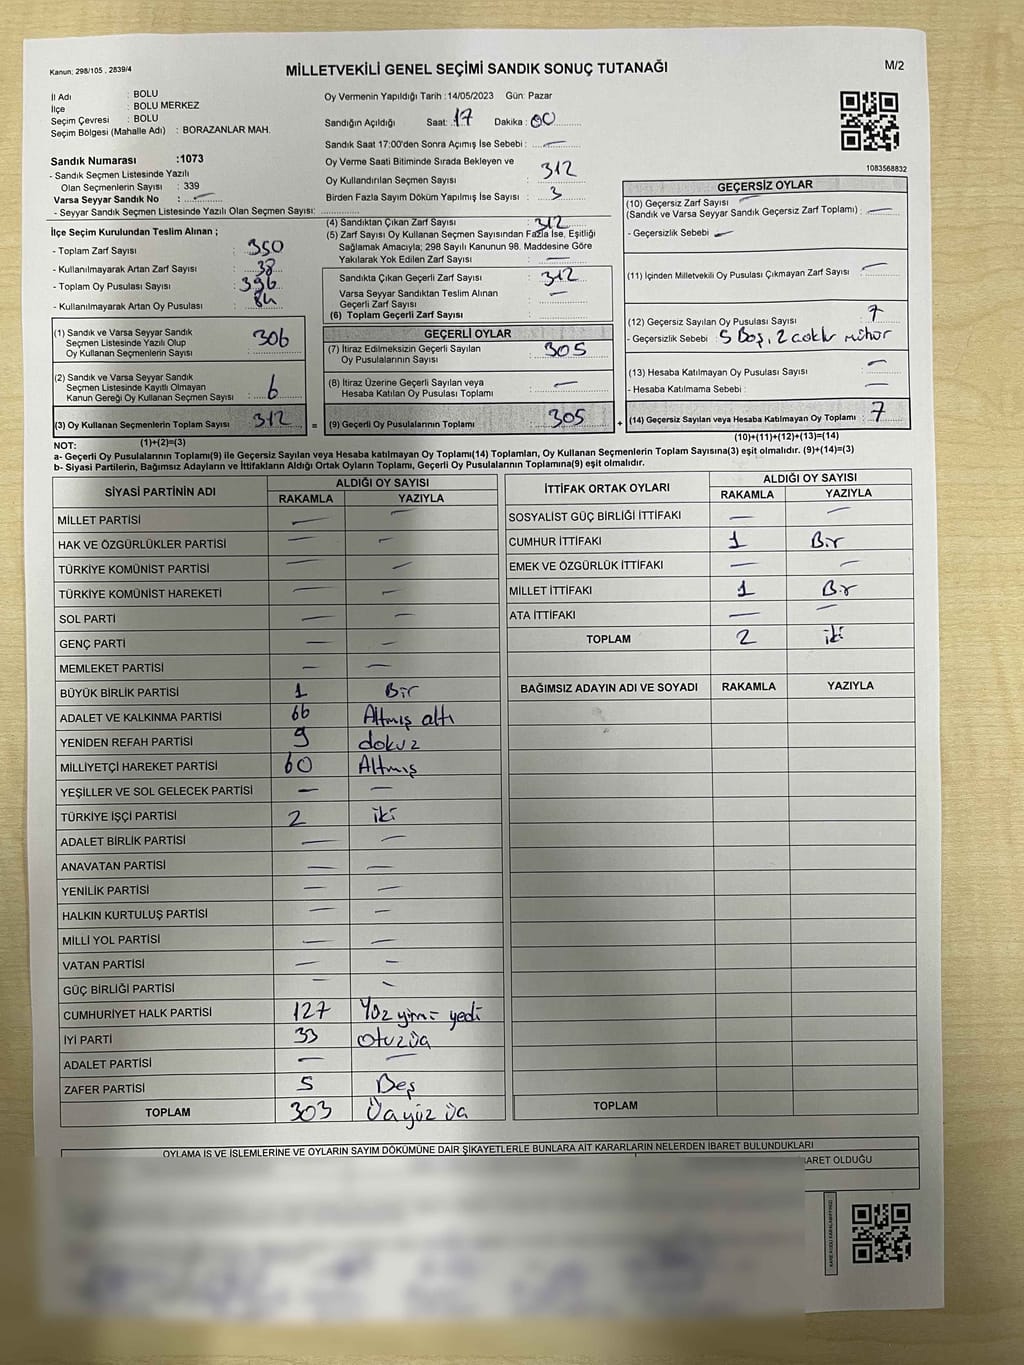 Kanun; 298/105 , 2839/4
MİLLETVEKİLİ GENEL SEÇİMİ SANDIK SONUÇ TUTANAĞI
M/2
İl Adı : BOLU
İlçe : BOLU MERKEZ
Seçim Çevresi : BOLU
Seçim Bölgesi (Mahalle Adı) : BORAZANLAR MAH.
Sandık Numarası :1073
- Sandık Seçmen Listesinde Yazılı
Olan Seçmenlerin Sayısı : 339
Varsa Seyyar Sandık No : —
- Seyyar Sandık Seçmen Listesinde Yazılı Olan Seçmen Sayısı:
İlçe Seçim Kurulundan Teslim Alınan ;
- Toplam Zarf Sayısı : 350
- Kullanılmayarak Artan Zarf Sayısı : 38
- Toplam Oy Pusulası Sayısı : 396
- Kullanılmayarak Artan Oy Pusulası : 84
(1) Sandık ve Varsa Seyyar Sandık
Seçmen Listesinde Yazılı Olup
Oy Kullanan Seçmenlerin Sayısı : 306
(2) Sandık ve Varsa Seyyar Sandık
Seçmen Listesinde Kayıtlı Olmayan
Kanun Gereği Oy Kullanan Seçmen Sayısı : 6
(3) Oy Kullanan Seçmenlerin Toplam Sayısı : 312 =
Oy Vermenin Yapıldığı Tarih :14/05/2023 Gün: Pazar
Sandığın Açıldığı Saat: 17 Dakika : 00
Sandık Saat 17:00'den Sonra Açımış İse Sebebi : —
Oy Verme Saati Bitiminde Sırada Bekleyen ve
Oy Kullandırılan Seçmen Sayısı : 312
Birden Fazla Sayım Döküm Yapılmış İse Sayısı : 3
(4) Sandıktan Çıkan Zarf Sayısı : 312
(5) Zarf Sayısı Oy Kullanan Seçmen Sayısından Fazla İse, Eşitliği
Sağlamak Amacıyla; 298 Sayılı Kanunun 98. Maddesine Göre
Yakılarak Yok Edilen Zarf Sayısı : —
Sandıkta Çıkan Geçerli Zarf Sayısı : 312
Varsa Seyyar Sandıktan Teslim Alınan
Geçerli Zarf Sayısı : —
(6) Toplam Geçerli Zarf Sayısı :
GEÇERLİ OYLAR
(7) İtiraz Edilmeksizin Geçerli Sayılan
Oy Pusulalarının Sayısı : 305
(8) İtiraz Üzerine Geçerli Sayılan veya
Hesaba Katılan Oy Pusulası Toplamı : —
(9) Geçerli Oy Pusulalarının Toplamı : 305 +
1083568832
GEÇERSİZ OYLAR
(10) Geçersiz Zarf Sayısı
(Sandık ve Varsa Seyyar Sandık Geçersiz Zarf Toplamı) : —
- Geçersizlik Sebebi : —
(11) İçinden Milletvekili Oy Pusulası Çıkmayan Zarf Sayısı : —
(12) Geçersiz Sayılan Oy Pusulası Sayısı : 7
- Geçersizlik Sebebi : 5 Boş, 2 mühür
(13) Hesaba Katılmayan Oy Pusulası Sayısı : —
- Hesaba Katılmama Sebebi : —
(14) Geçersiz Sayılan veya Hesaba Katılmayan Oy Toplamı : 7
NOT: (1)+(2)=(3) (10)+(11)+(12)+(13)=(14)
a- Geçerli Oy Pusulalarının Toplamı(9) ile Geçersiz Sayılan veya Hesaba katılmayan Oy Toplamı(14) Toplamları, Oy Kullanan Seçmenlerin Toplam Sayısına(3) eşit olmalıdır. (9)+(14)=(3)
b- Siyasi Partilerin, Bağımsız Adayların ve İttifakların Aldığı Ortak Oyların Toplamı, Geçerli Oy Pusulalarının Toplamına(9) eşit olmalıdır.
SİYASİ PARTİNİN ADI ALDIĞI OY SAYISI
RAKAMLA YAZIYLA
MİLLET PARTİSİ — —
HAK VE ÖZGÜRLÜKLER PARTİSİ — —
TÜRKİYE KOMÜNİST PARTİSİ — —
TÜRKİYE KOMÜNİST HAREKETİ — —
SOL PARTİ — —
GENÇ PARTİ — —
MEMLEKET PARTİSİ — —
BÜYÜK BİRLİK PARTİSİ 1 Bir
ADALET VE KALKINMA PARTİSİ 66 Altmış altı
YENİDEN REFAH PARTİSİ 9 dokuz
MİLLİYETÇİ HAREKET PARTİSİ 60 Altmış
YEŞİLLER VE SOL GELECEK PARTİSİ — —
TÜRKİYE İŞÇİ PARTİSİ 2 iki
ADALET BİRLİK PARTİSİ — —
ANAVATAN PARTİSİ — —
YENİLİK PARTİSİ — —
HALKIN KURTULUŞ PARTİSİ — —
MİLLİ YOL PARTİSİ — —
VATAN PARTİSİ — —
GÜÇ BİRLİĞİ PARTİSİ — —
CUMHURİYET HALK PARTİSİ 127 Yüz yirmi yedi
İYİ PARTİ 33 otuzüç
ADALET PARTİSİ — —
ZAFER PARTİSİ 5 Beş
TOPLAM 303 Üçyüz üç
İTTİFAK ORTAK OYLARI ALDIĞI OY SAYISI
RAKAMLA YAZIYLA
SOSYALİST GÜÇ BİRLİĞİ İTTİFAKI — —
CUMHUR İTTİFAKI 1 Bir
EMEK VE ÖZGÜRLÜK İTTİFAKI — —
MİLLET İTTİFAKI 1 Bir
ATA İTTİFAKI — —
TOPLAM 2 iki
BAĞIMSIZ ADAYIN ADI VE SOYADI RAKAMLA YAZIYLA
TOPLAM
OYLAMA İŞ VE İŞLEMLERİNE VE OYLARIN SAYIM DÖKÜMÜNE DAİR ŞİKAYETLERLE BUNLARA AİT KARARLARIN NELERDEN İBARET BULUNDUKLARI
BARET OLDUĞU